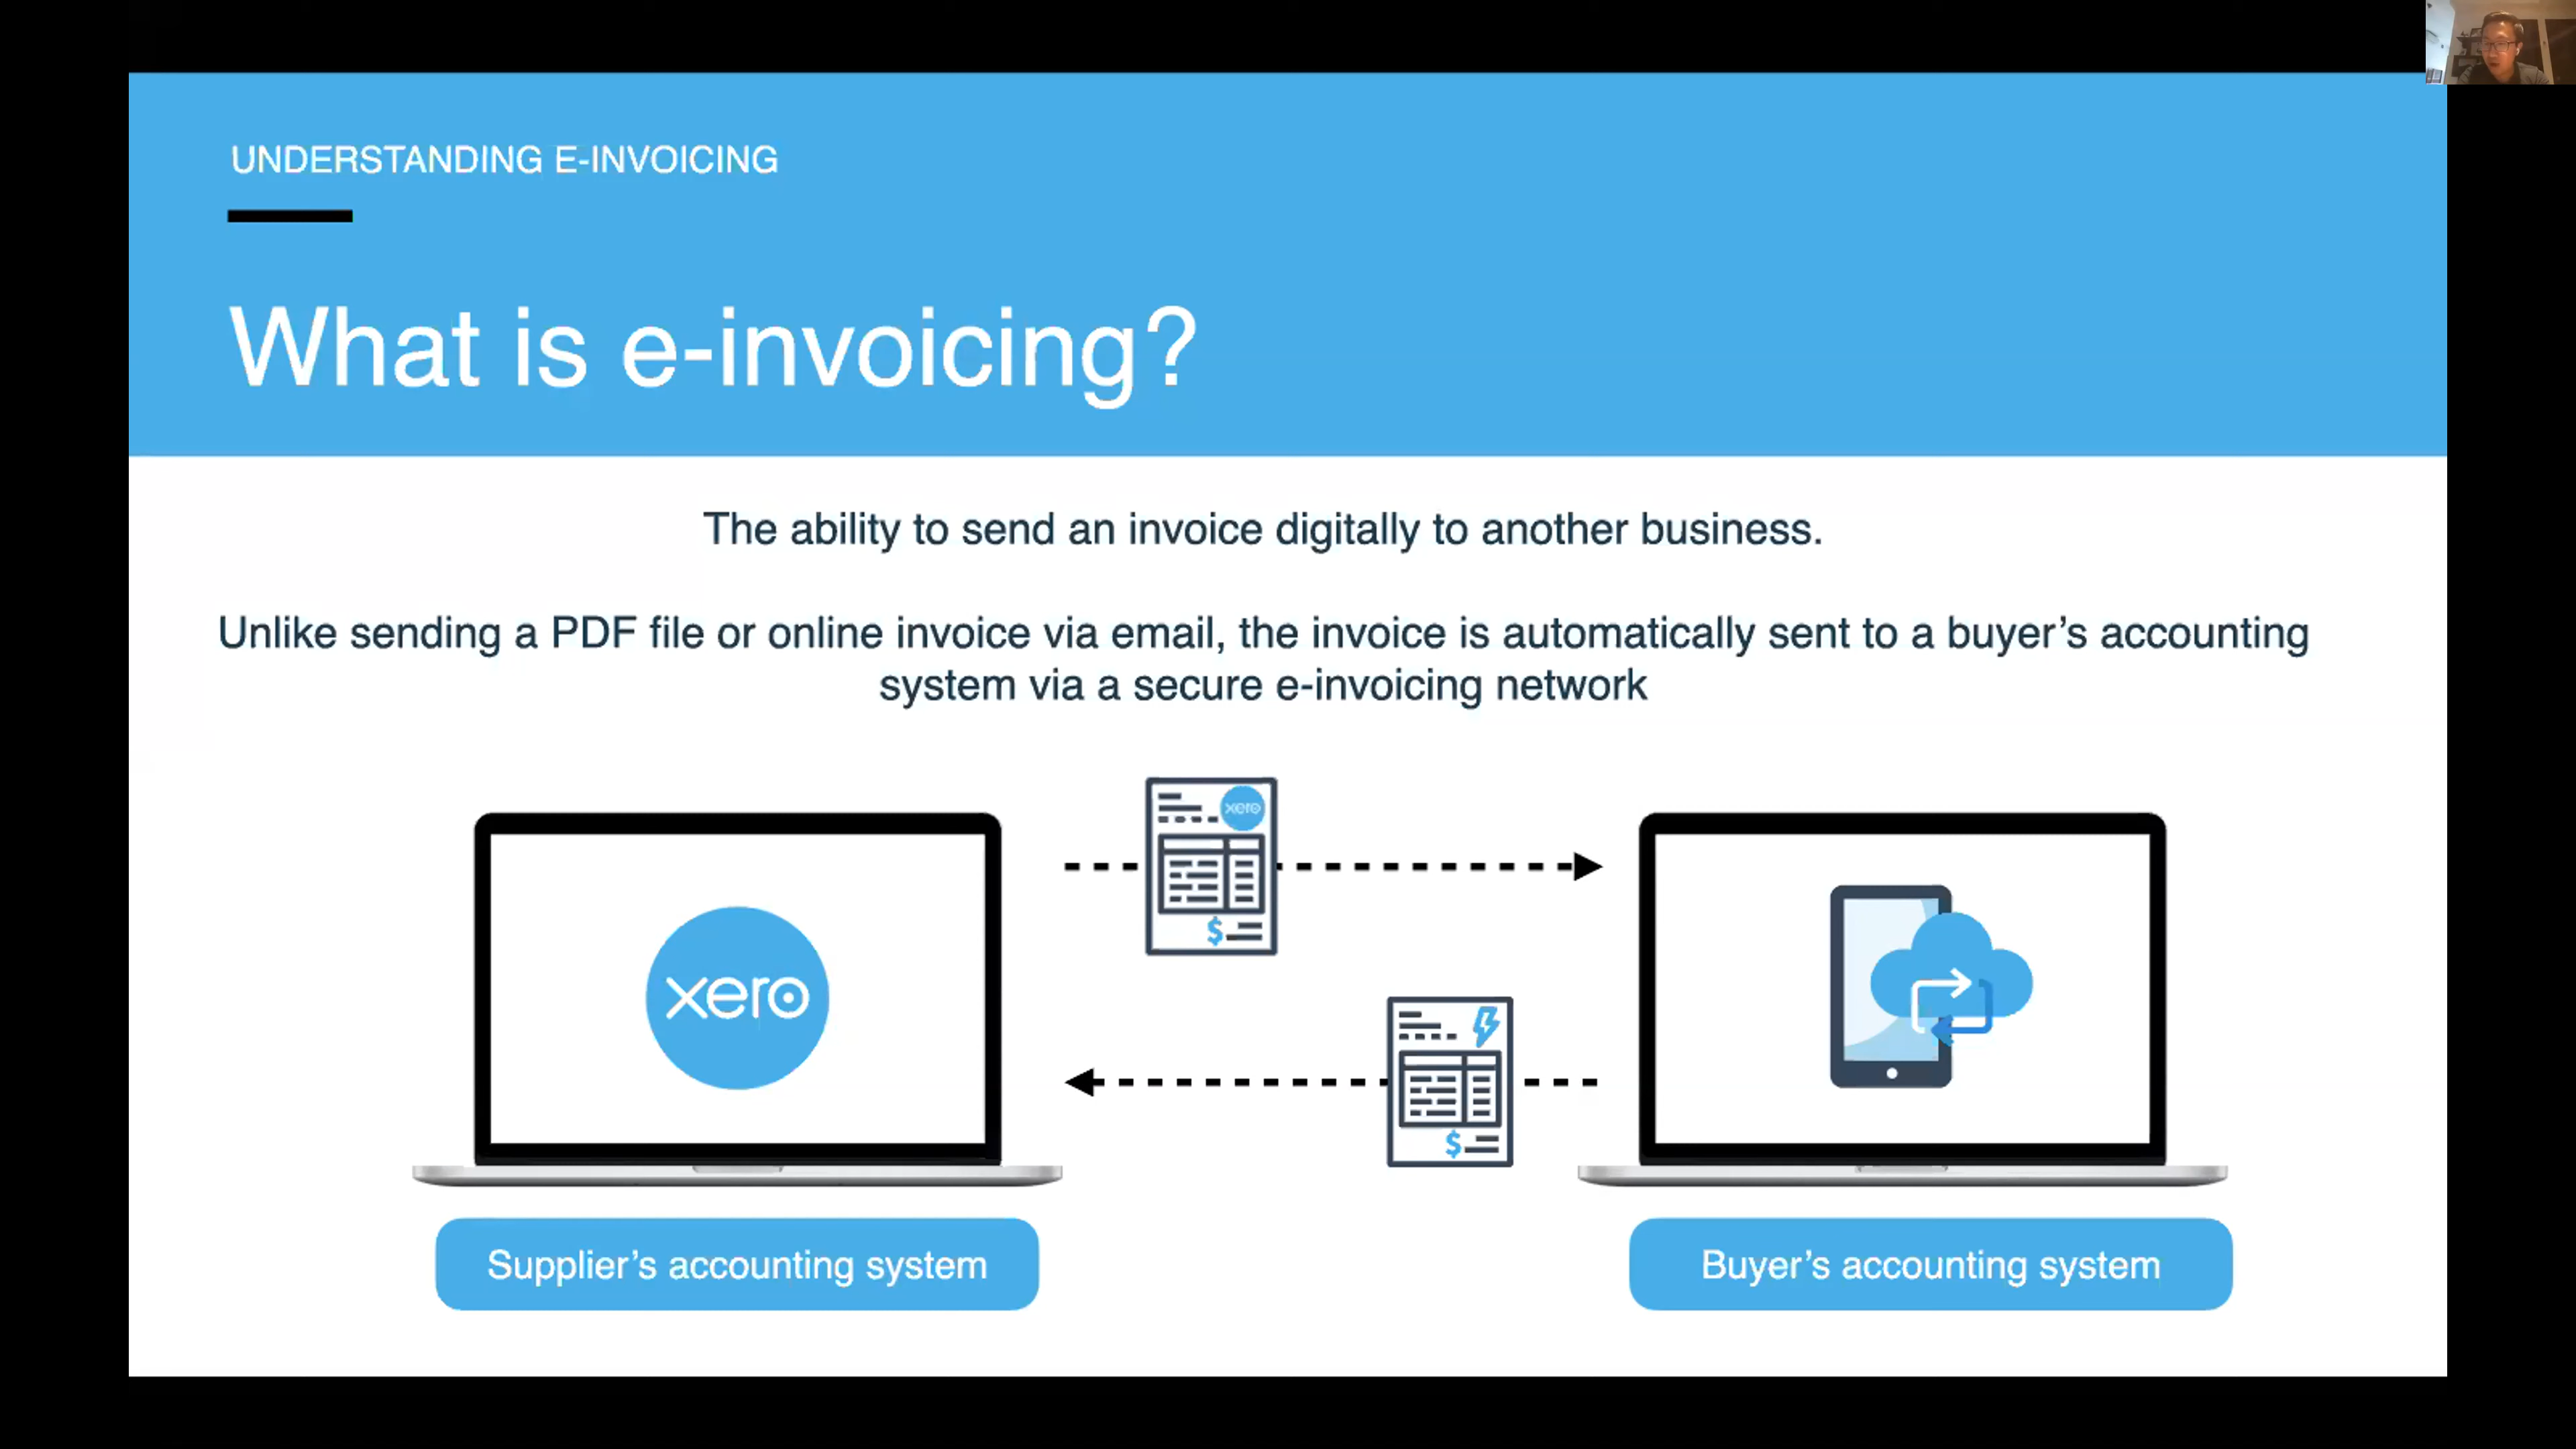 UNDERSTANDING E-INVOICING
What is e-invoicing?
The ability to send an invoice digitally to another business.
Unlike sending a PDF file or online invoice via email, the invoice is automatically sent to a buyer’s accounting
system via a secure e-invoicing network
xero
$
xero
$
Supplier’s accounting system
Buyer’s accounting system